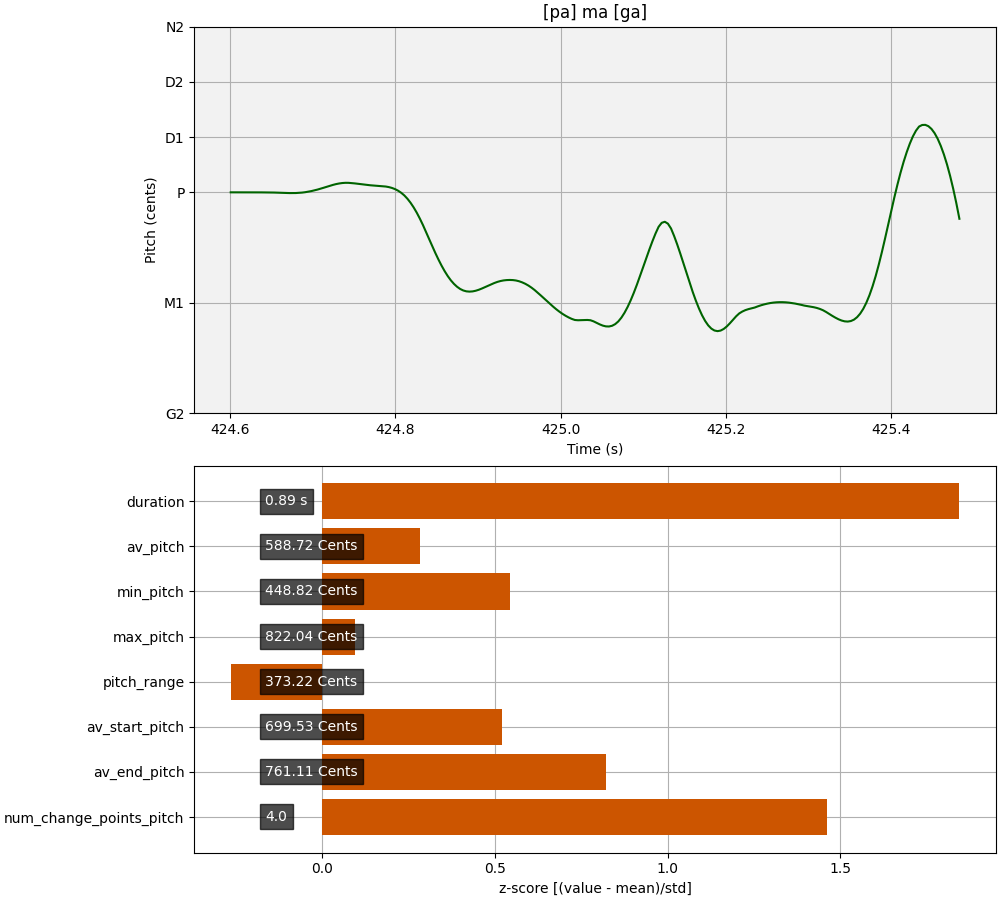 [pa] ma [ga]
N2
D2
D1
P
M1
G2
Pitch (cents)
424.6 424.8 425.0 425.2 425.4
Time (s)
duration 0.89 s
av_pitch 588.72 Cents
min_pitch 448.82 Cents
max_pitch 822.04 Cents
pitch_range 373.22 Cents
av_start_pitch 699.53 Cents
av_end_pitch 761.11 Cents
num_change_points_pitch 4.0
0.0 0.5 1.0 1.5
z-score [(value - mean)/std]